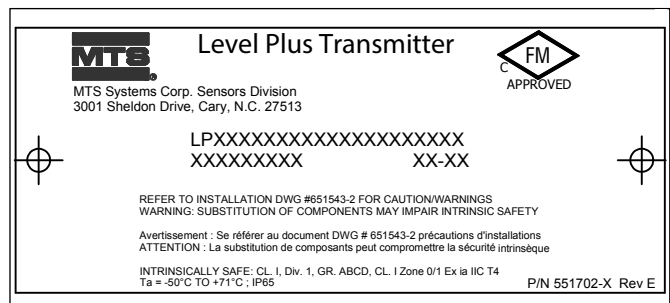 MTS
Level Plus Transmitter
FM
C
APPROVED
MTS Systems Corp. Sensors Division
3001 Sheldon Drive, Cary, N.C. 27513
LPXXXXXXXXXXXXXXXXXXXX
XXXXXXXXX XX-XX
REFER TO INSTALLATION DWG #651543-2 FOR CAUTION/WARNINGS
WARNING: SUBSTITUTION OF COMPONENTS MAY IMPAIR INTRINSIC SAFETY
Avertissement : Se référer au document DWG # 651543-2 précautions d'installations
ATTENTION : La substitution de composants peut compromettre la sécurité intrinsèque
INTRINSICALLY SAFE: CL. I, Div. 1, GR. ABCD, CL. I Zone 0/1 Ex ia IIC T4
Ta = -50°C TO +71°C ; IP65
P/N 551702-X Rev E